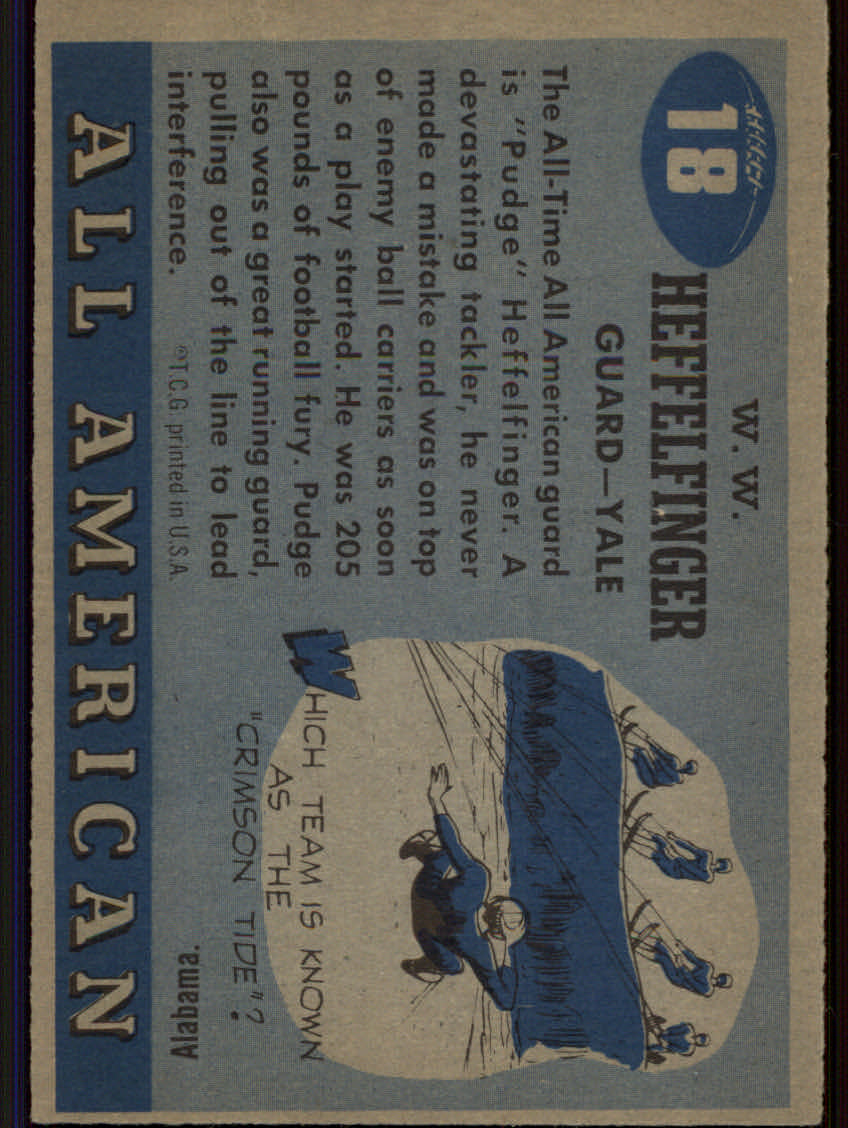 18
W. W.
HEFFELFINGER
GUARD—YALE
The All-Time All American guard
is "Pudge" Heffelfinger. A
devastating tackler, he never
made a mistake and was on top
of enemy ball carriers as soon
as a play started. He was 205
pounds of football fury. Pudge
also was a great running guard,
pulling out of the line to lead
interference.
©T.C.G. printed in U.S.A.
WHICH TEAM IS KNOWN
AS THE
"CRIMSON TIDE"?
Alabama.
ALL AMERICAN